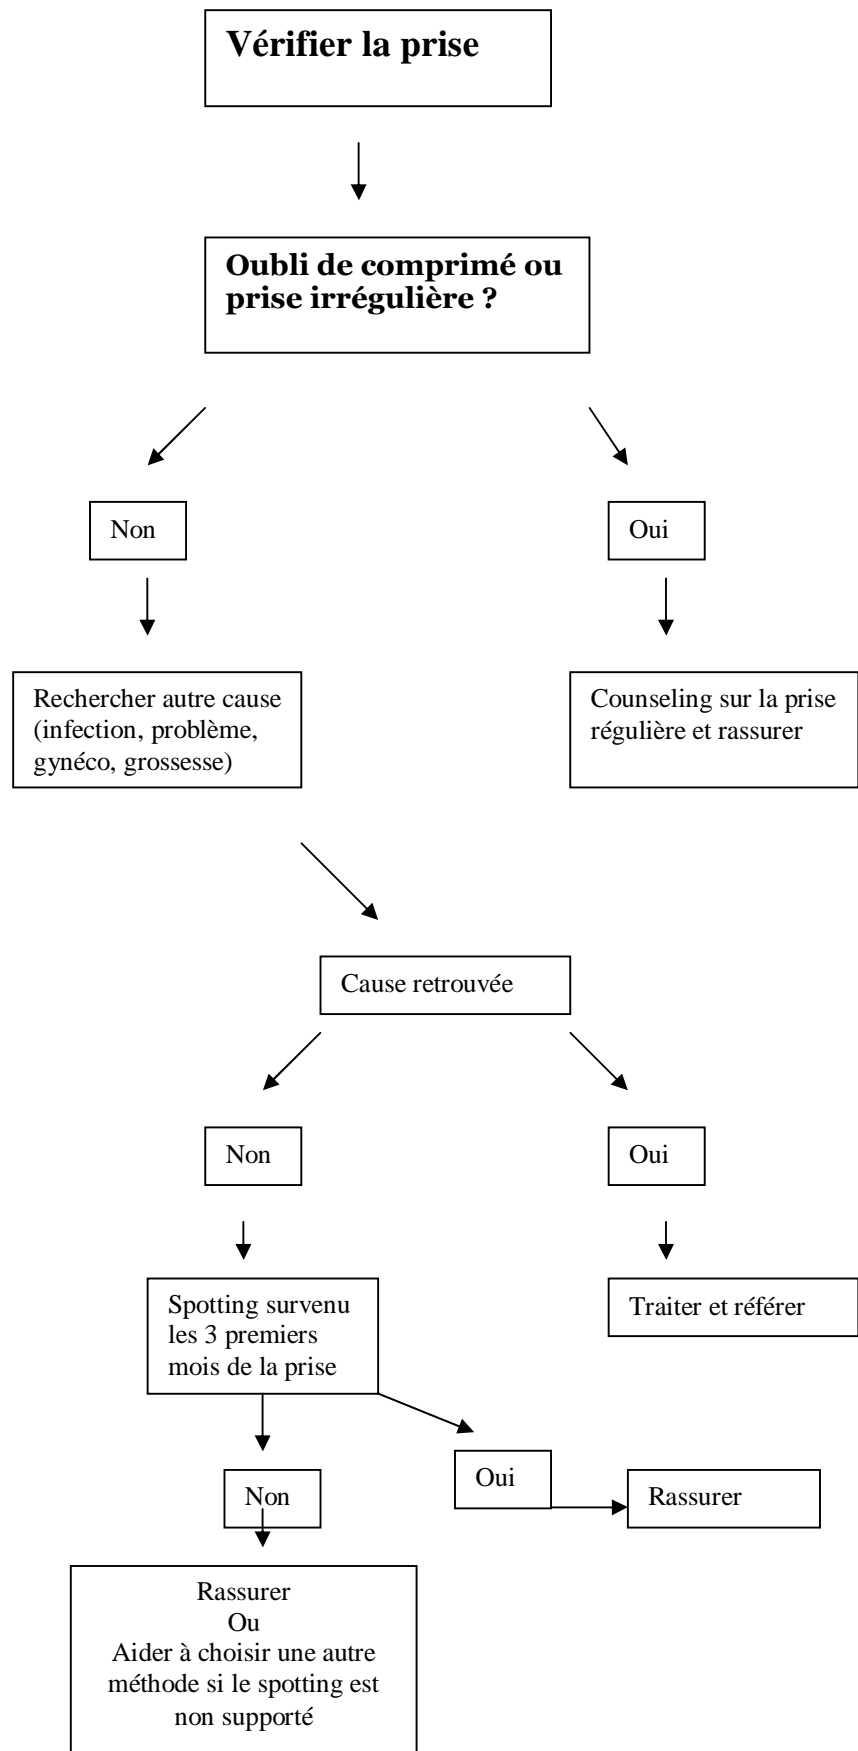 Vérifier la prise
Oubli de comprimé ou
prise irrégulière ?
Non
Oui
Rechercher autre cause
(infection, problème,
gynéco, grossesse)
Counseling sur la prise
régulière et rassurer
Cause retrouvée
Non
Oui
Spotting survenu
les 3 premiers
mois de la prise
Traiter et référer
Non
Oui
Rassurer
Rassurer
Ou
Aider à choisir une autre
méthode si le spotting est
non supporté